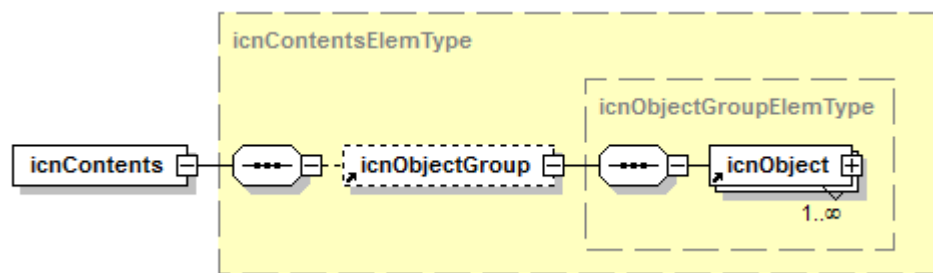 icnContentsElemType
icnObjectGroupElemType
icnContents
icnObjectGroup
icnObject
1..∞